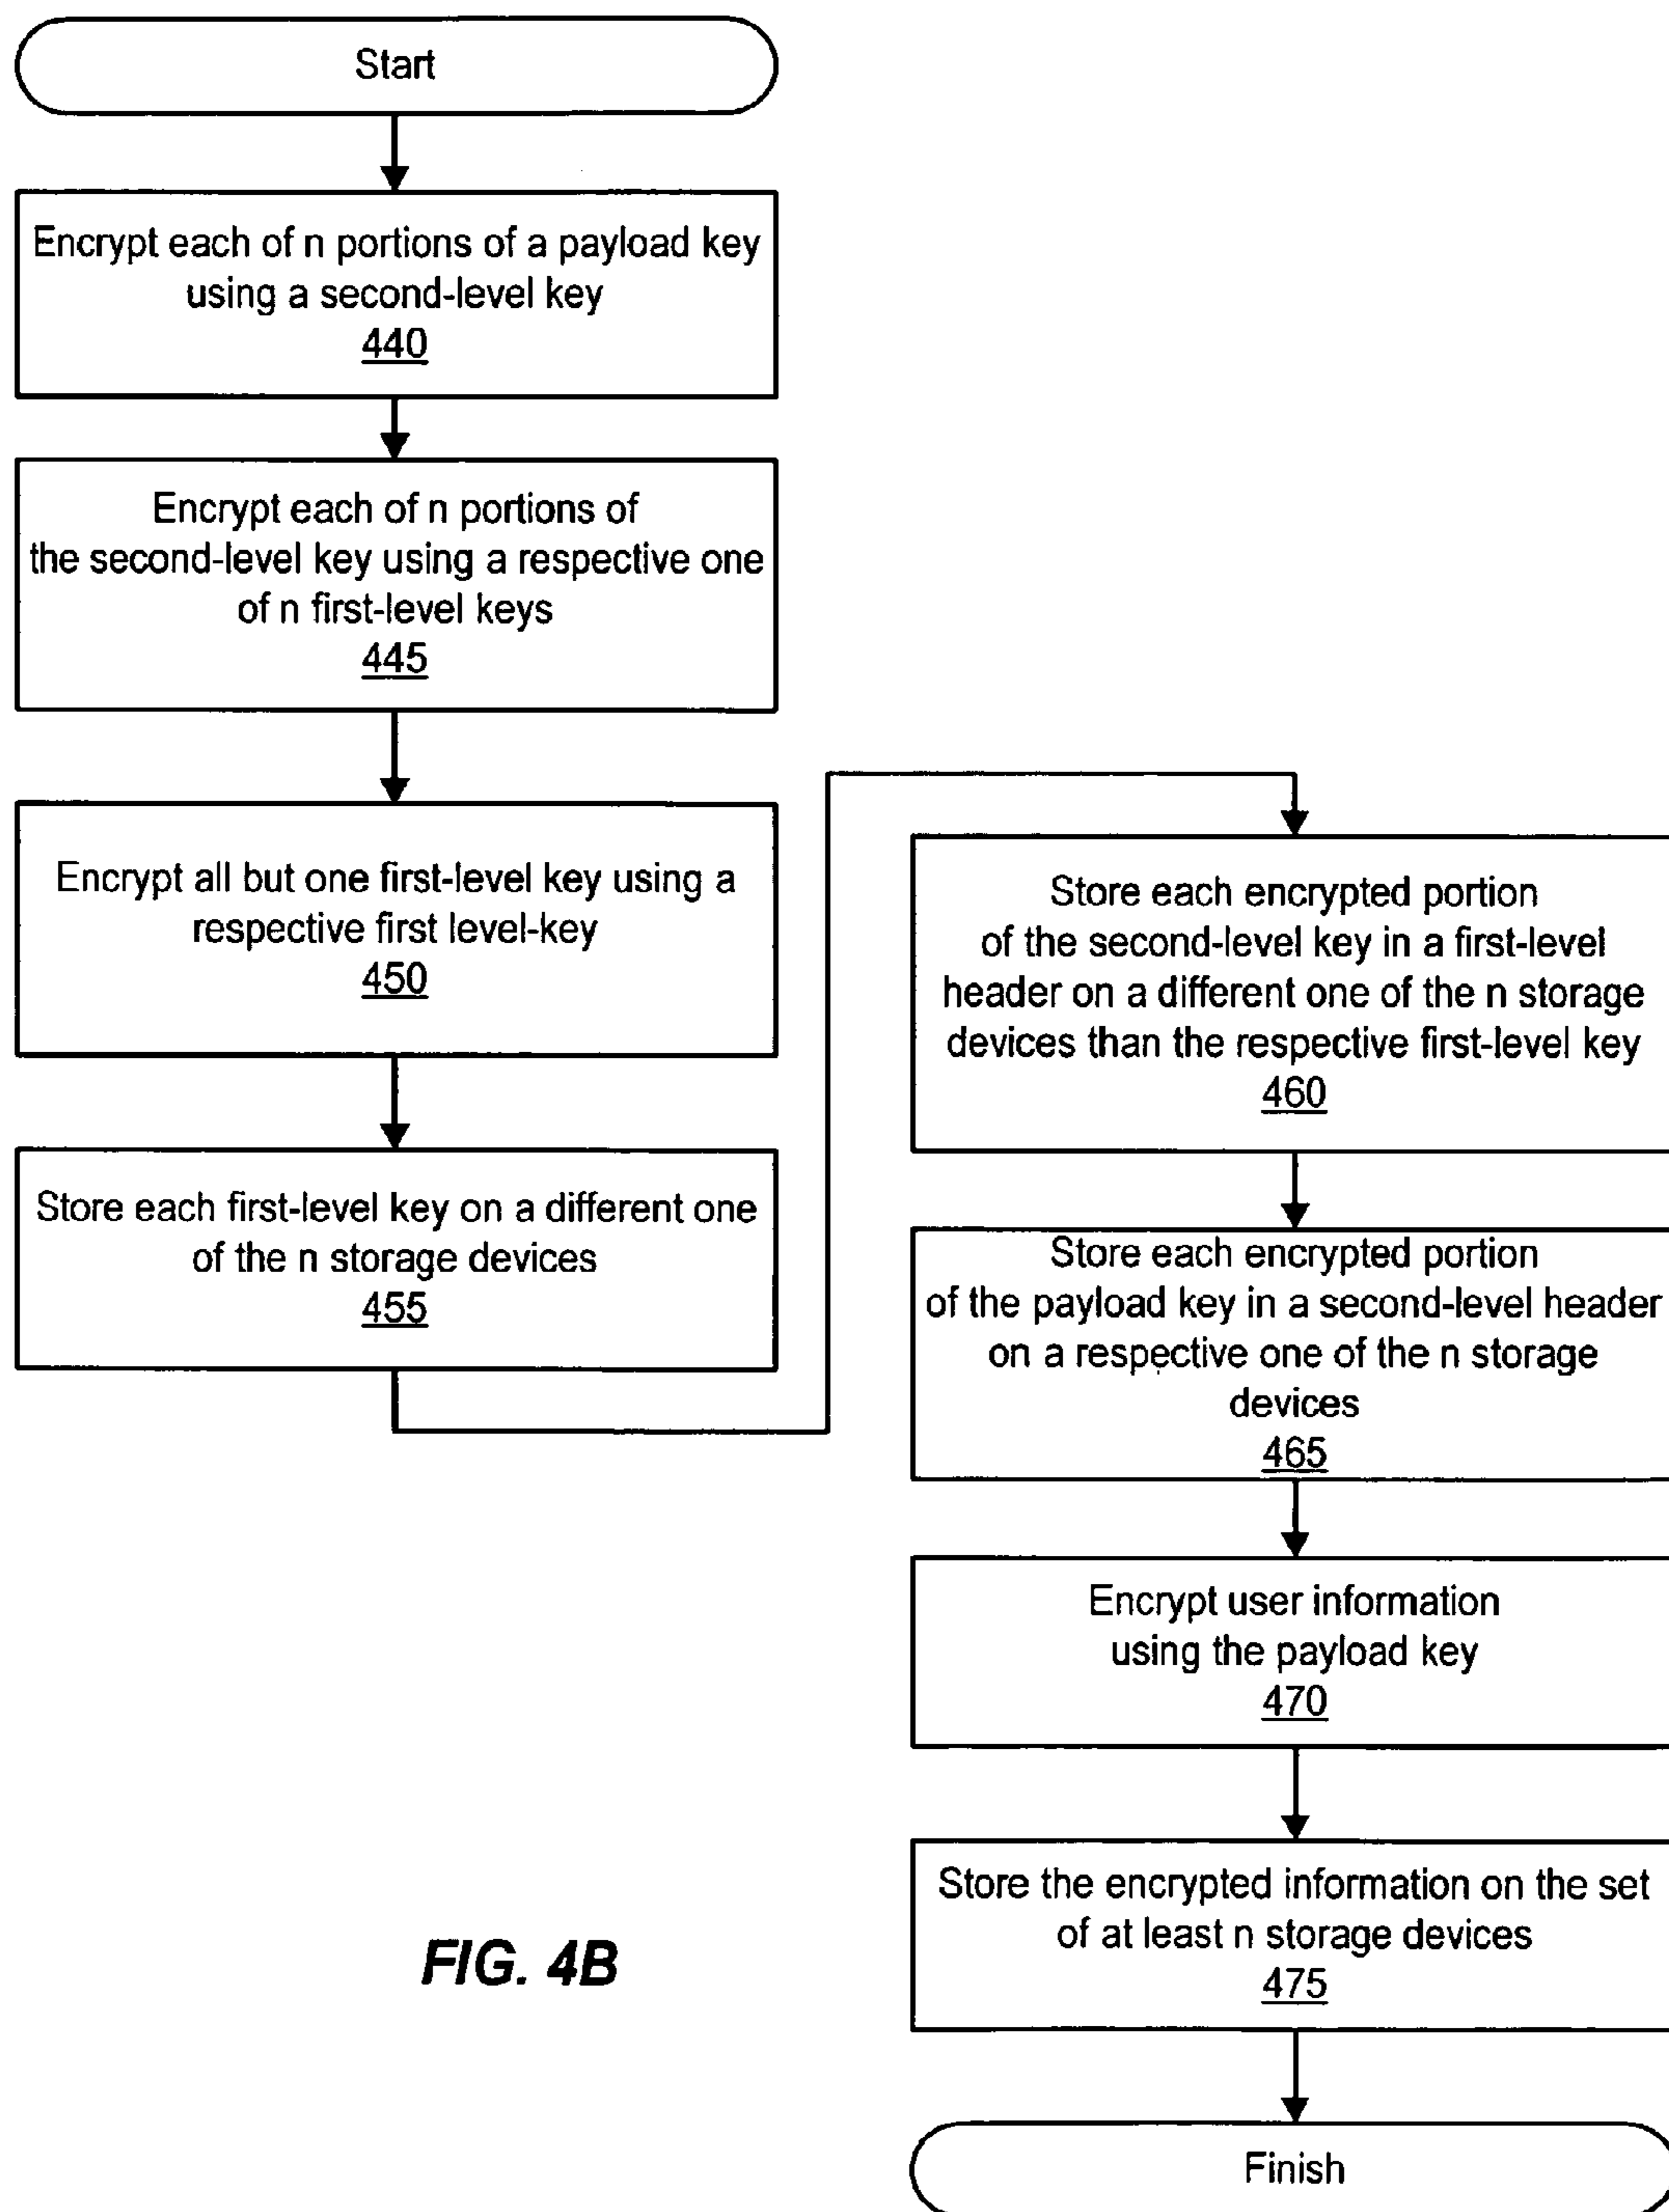 Start
Encrypt each of n portions of a payload key
using a second-level key
440
Encrypt each of n portions of
the second-level key using a respective one
of n first-level keys
445
Encrypt all but one first-level key using a
respective first level-key
450
Store each first-level key on a different one
of the n storage devices
455
Store each encrypted portion
of the second-level key in a first-level
header on a different one of the n storage
devices than the respective first-level key
460
Store each encrypted portion
of the payload key in a second-level header
on a respective one of the n storage
devices
465
Encrypt user information
using the payload key
470
Store the encrypted information on the set
of at least n storage devices
475
Finish
FIG. 4B